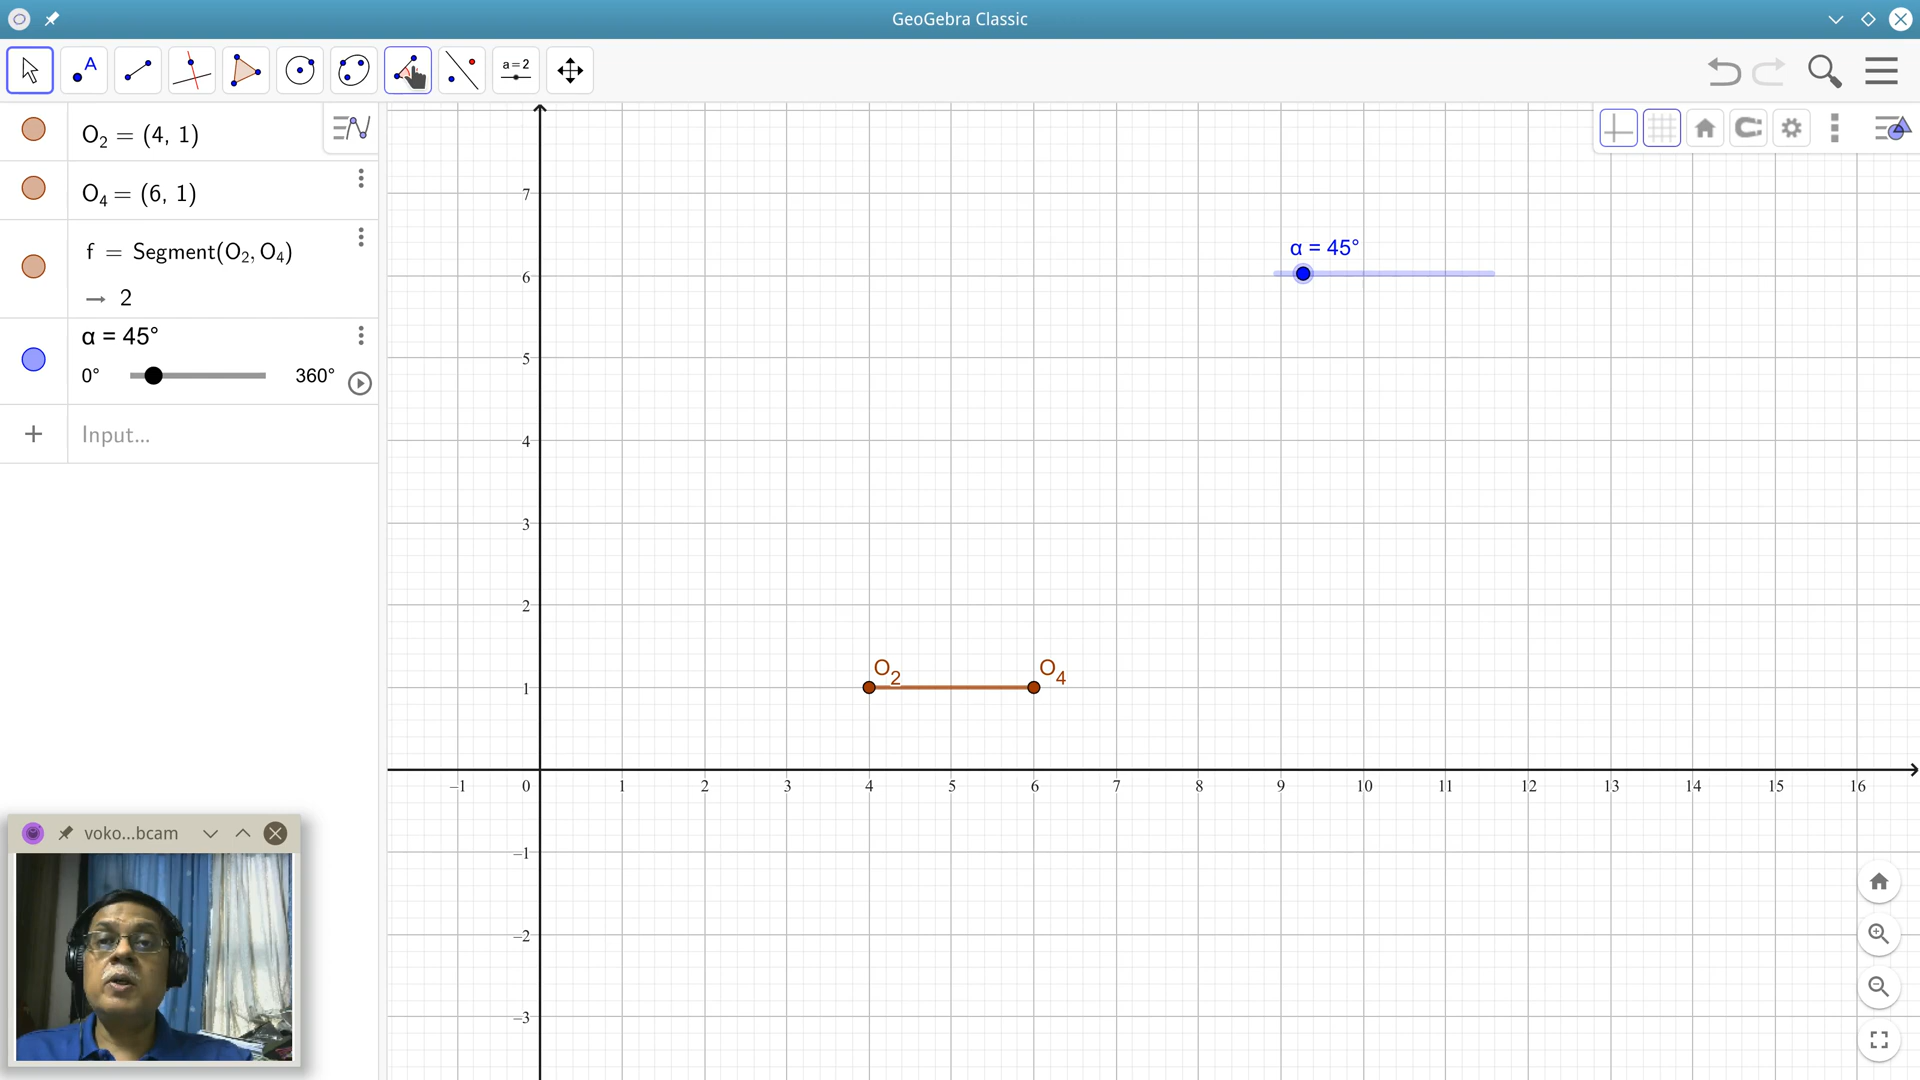 GeoGebra Classic
A
a=2
O₂ = (4, 1)
O₄ = (6, 1)
f = Segment(O₂, O₄)
→ 2
α = 45°
0° 360°
+ Input...
α = 45°
7
6
5
4
3
2
1
O₂ O₄
–1 0 1 2 3 4 5 6 7 8 9 10 11 12 13 14 15 16
–1
–2
–3
voko...bcam